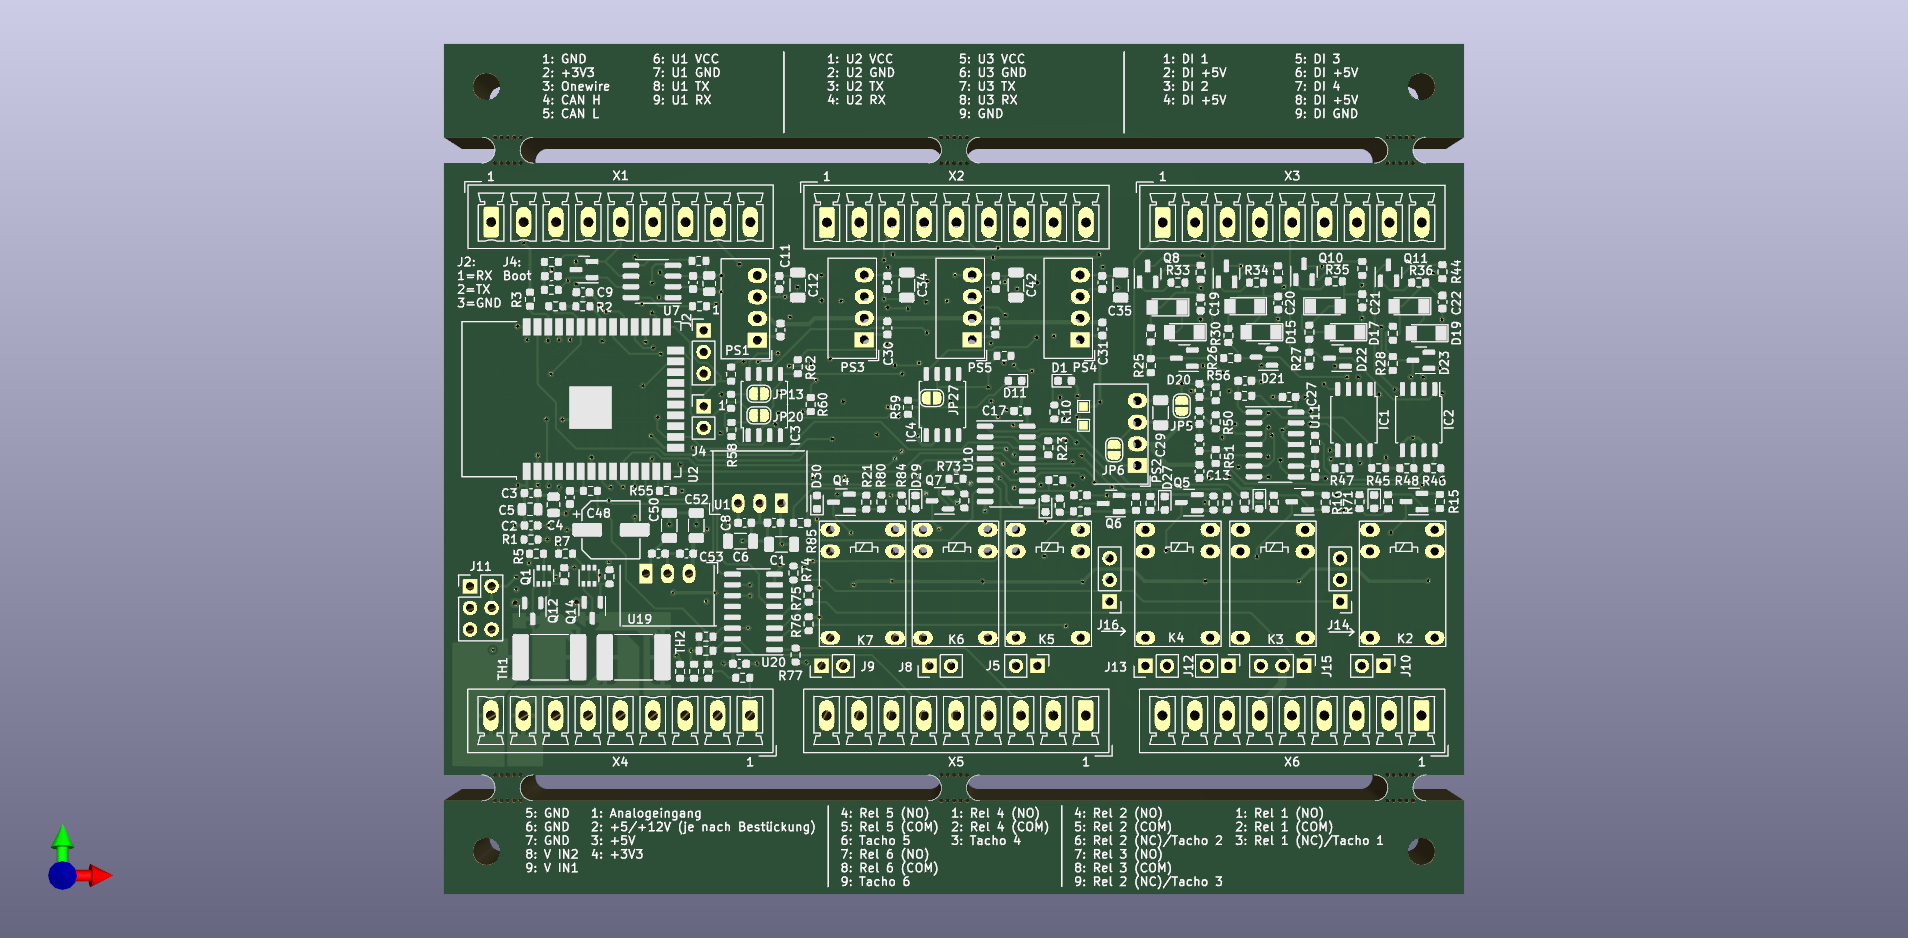 1: GND
2: +3V3
3: Onewire
4: CAN H
5: CAN L
6: U1 VCC
7: U1 GND
8: U1 TX
9: U1 RX
1: U2 VCC
2: U2 GND
3: U2 TX
4: U2 RX
5: U3 VCC
6: U3 GND
7: U3 TX
8: U3 RX
9: GND
1: DI 1
2: DI +5V
3: DI 2
4: DI +5V
5: DI 3
6: DI +5V
7: DI 4
8: DI +5V
9: DI GND
1 X1
1 X2
1 X3
J2: J4:
1=RX Boot
2=TX
3=GND
R3
C9
R2
U7
J2
1
C11
C12
PS1
C34
C30
PS3
C42
PS5
C35
C31
D1 PS4
Q8
R33
R34
Q10
R35
Q11
R36
R44
C19
C20
C21
C22
R25
R30
D15
D17
D19
R26
R27
D22
R28
D23
D20
R56
D21
R62
JP13
JP20
R60
IC3
R58
1
J4
U2
R59
JP27
IC4
D11
C17
R10
U10
R23
JP5
JP6
PS2
C29
R50
R51
U11
C27
IC1
IC2
R47
R45
R48
R46
R15
R71
C3
C5
C2
R1
C4
R55
+ C48
C50
C52
C53
U1
C8
C6
C1
D30
Q4
R21
R80
R84
D29
Q7
R73
Q6
D27
Q5
R5
R7
Q1
J11
Q12
Q14
U19
TH1
TH2
R85
R74
R75
R76
U20
R77
K7
K6
K5
J16
K4
K3
J14
K2
J9
J8
J5
J13
J12
J15
J10
X4 1
X5 1
X6 1
5: GND
6: GND
7: GND
8: V IN2
9: V IN1
1: Analogeingang
2: +5/+12V (je nach Bestückung)
3: +5V
4: +3V3
4: Rel 5 (NO)
5: Rel 5 (COM)
6: Tacho 5
7: Rel 6 (NO)
8: Rel 6 (COM)
9: Tacho 6
1: Rel 4 (NO)
2: Rel 4 (COM)
3: Tacho 4
4: Rel 2 (NO)
5: Rel 2 (COM)
6: Rel 2 (NC)/Tacho 2
7: Rel 3 (NO)
8: Rel 3 (COM)
9: Rel 2 (NC)/Tacho 3
1: Rel 1 (NO)
2: Rel 1 (COM)
3: Rel 1 (NC)/Tacho 1